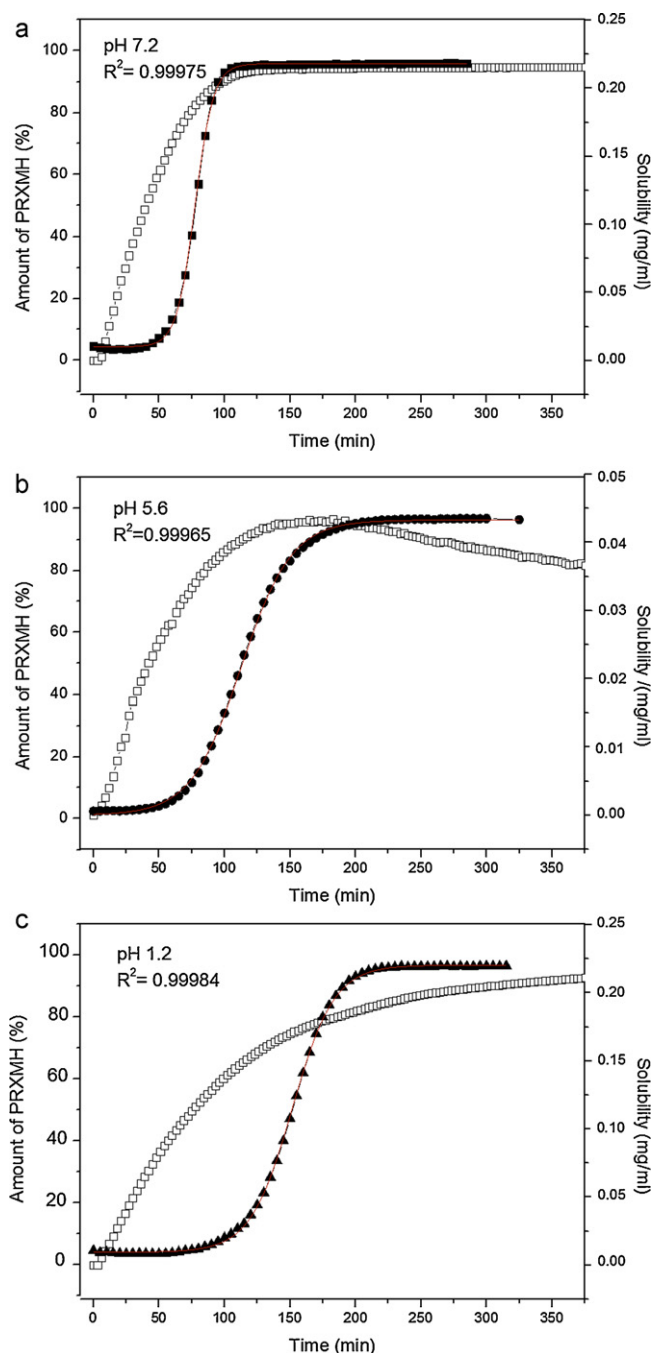 a
pH 7.2
R²= 0.99975
Amount of PRXMH (%)
100
80
60
40
20
0
0.25
0.20
0.15
0.10
0.05
0.00
Solubility (mg/ml)
0 50 100 150 200 250 300 350
Time (min)
b
pH 5.6
R²=0.99965
Amount of PRXMH (%)
100
80
60
40
20
0
0.05
0.04
0.03
0.02
0.01
0.00
Solubility /(mg/ml)
0 50 100 150 200 250 300 350
Time (min)
c
pH 1.2
R²= 0.99984
Amount of PRXMH (%)
100
80
60
40
20
0
0.25
0.20
0.15
0.10
0.05
0.00
Solubility (mg/ml)
0 50 100 150 200 250 300 350
Time (min)